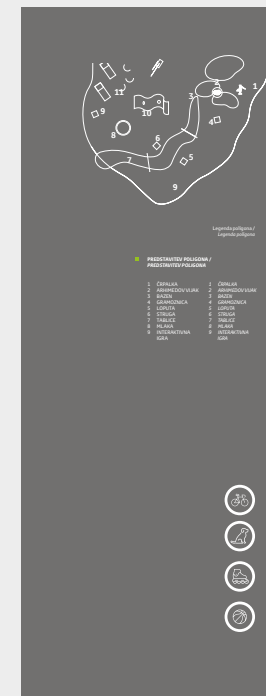 1
2
3
4
5
6
7
8
9
9
10
11
Legenda poligona /
Legenda poligona
PREDSTAVITEV POLIGONA /
PREDSTAVITEV POLIGONA
1 ČRPALKA
2 ARHIMEDOV VIJAK
3 BAZEN
4 GRAMOZNICA
5 LOPUTA
6 STRUGA
7 TABLICE
8 MLAKA
9 INTERAKTIVNA
IGRA
1 ČRPALKA
2 ARHIMEDOV VIJAK
3 BAZEN
4 GRAMOZNICA
5 LOPUTA
6 STRUGA
7 TABLICE
8 MLAKA
9 INTERAKTIVNA
IGRA